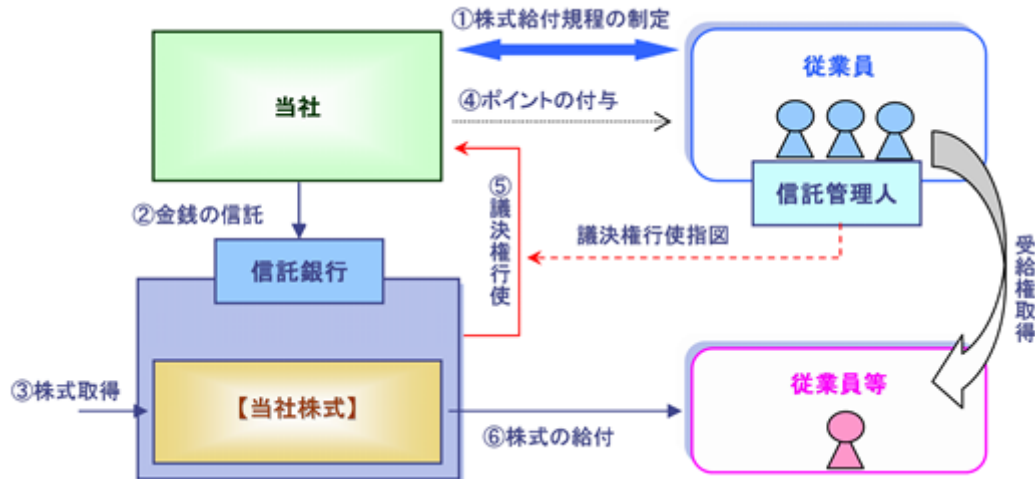 ①株式給付規程の制定
当社
従業員
④ポイントの付与
信託管理人
②金銭の信託
⑤議決権行使
議決権行使指図
受給権取得
信託銀行
③株式取得
【当社株式】
⑥株式の給付
従業員等